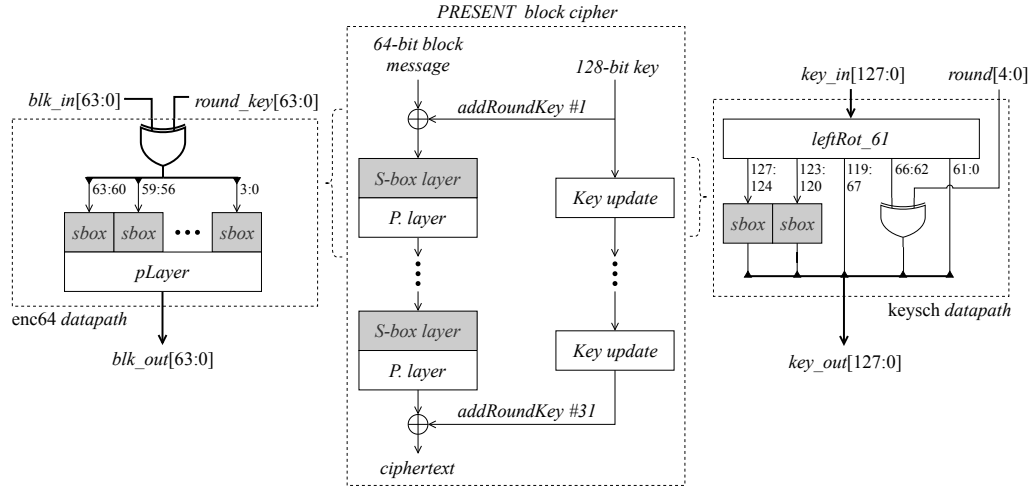 PRESENT block cipher
64-bit block
message
128-bit key
addRoundKey #1
S-box layer
P. layer
Key update
S-box layer
P. layer
Key update
addRoundKey #31
ciphertext
blk_in[63:0]
round_key[63:0]
63:60
59:56
3:0
sbox
sbox
sbox
pLayer
enc64 datapath
blk_out[63:0]
key_in[127:0]
round[4:0]
leftRot_61
127:
124
123:
120
119:
67
66:62
61:0
sbox
sbox
keysch datapath
key_out[127:0]